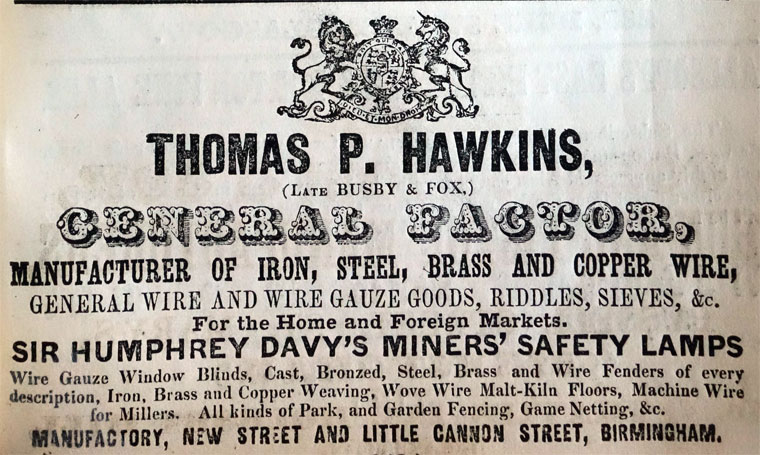 DIEU ET MON DROIT
THOMAS P. HAWKINS,
(LATE BUSBY & FOX,)
GENERAL FACTOR,
MANUFACTURER OF IRON, STEEL, BRASS AND COPPER WIRE,
GENERAL WIRE AND WIRE GAUZE GOODS, RIDDLES, SIEVES, &c.
For the Home and Foreign Markets.
SIR HUMPHREY DAVY'S MINERS' SAFETY LAMPS
Wire Gauze Window Blinds, Cast, Bronzed, Steel, Brass and Wire Fenders of every
description, Iron, Brass and Copper Weaving, Wove Wire Malt-Kiln Floors, Machine Wire
for Millers. All kinds of Park, and Garden Fencing, Game Netting, &c.
MANUFACTORY, NEW STREET AND LITTLE CANNON STREET, BIRMINGHAM.